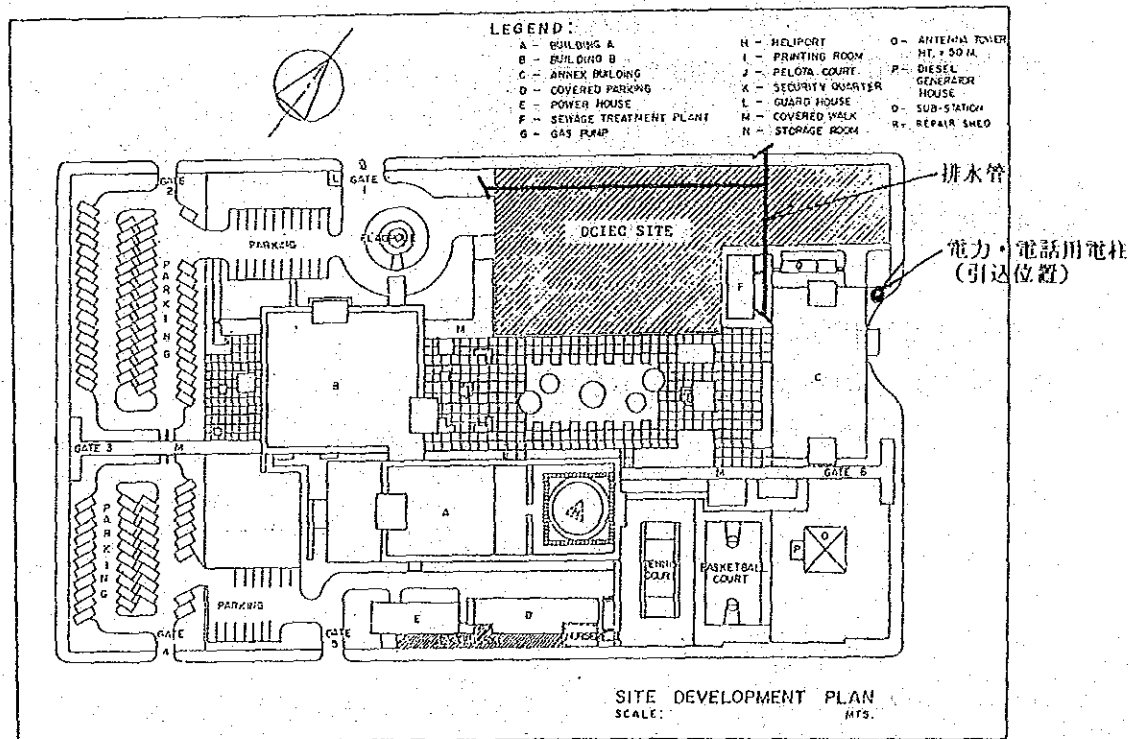 LEGEND:
A - BUILDING A
B - BUILDING B
C - ANNEX BUILDING
D - COVERED PARKING
E - POWER HOUSE
F - SEWAGE TREATMENT PLANT
G - GAS PUMP
H - HELIPORT
I - PRINTING ROOM
J - PELOTA COURT
K - SECURITY QUARTER
L - GUARD HOUSE
M - COVERED WALK
N - STORAGE ROOM
O - ANTENNA TOWER
HT. = 50 M.
P - DIESEL
GENERATOR
HOUSE
Q - SUB-STATION
R - REPAIR SHED
GATE
2
L
GATE
1
排水管
PARKING
FLAGPOLE
DCIEC SITE
電力・電話用電柱
(引込位置)
PARKING
F
M
B
C
GATE 3
M
M
GATE 6
PARKING
A
TENNIS
COURT
BASKETBALL
COURT
P
O
PARKING
E
D
GATE
4
GATE
5
SITE DEVELOPMENT PLAN
SCALE:
MTS.